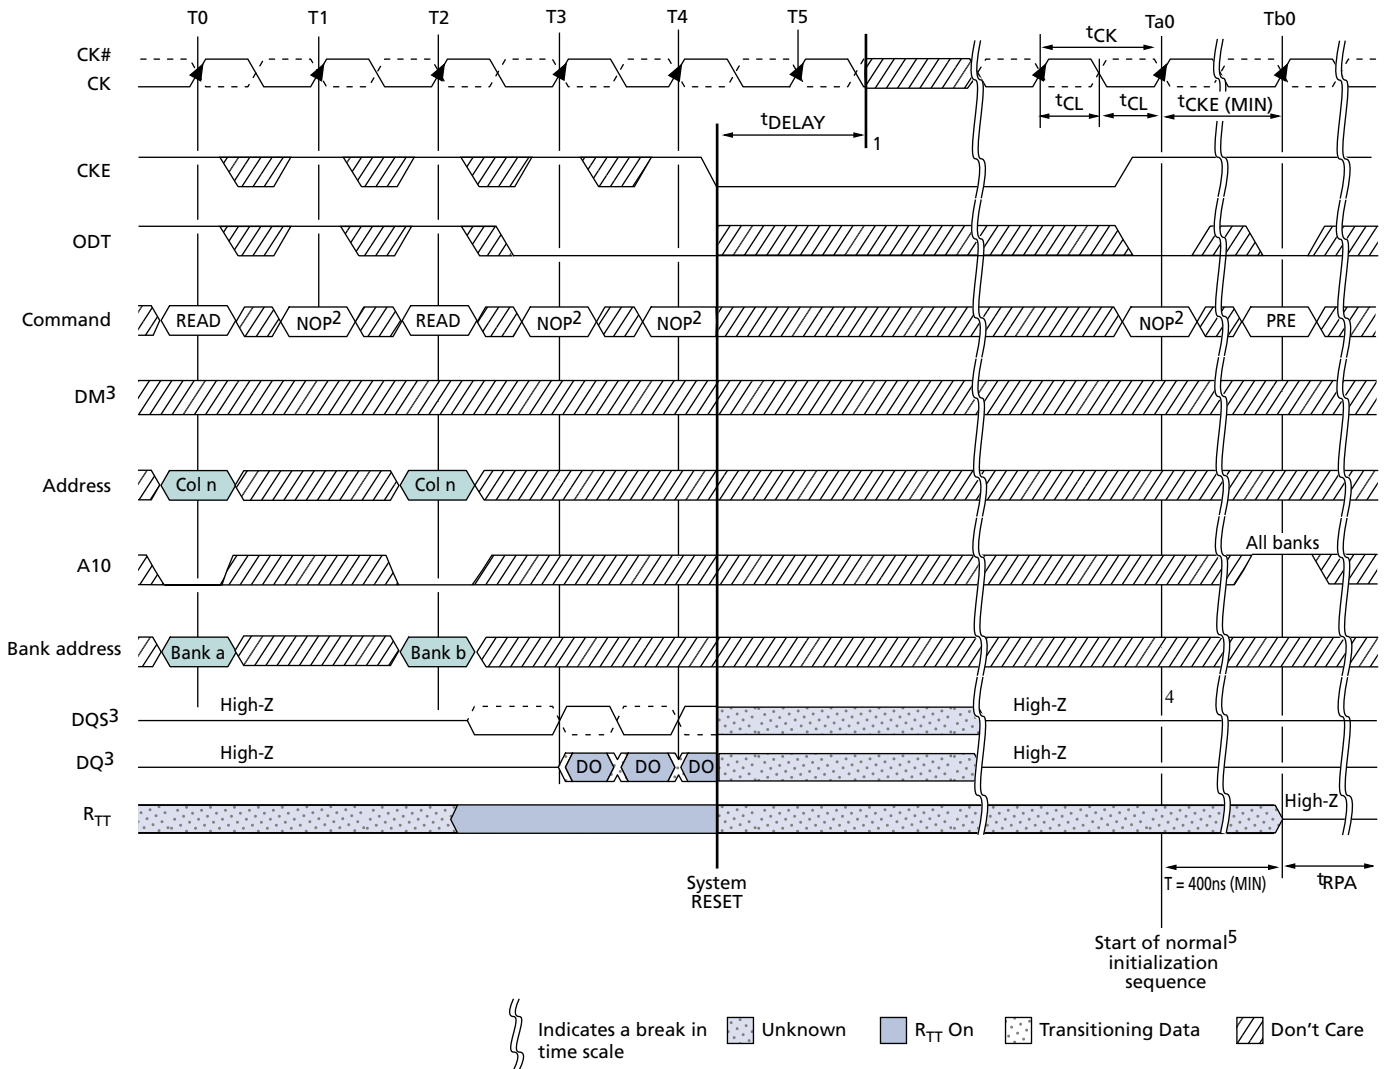 T0 T1 T2 T3 T4 T5 Ta0 Tb0
CK#
CK
tCK
tCL tCL tCKE (MIN)
tDELAY
1
CKE
ODT
Command READ NOP2 READ NOP2 NOP2 NOP2 PRE
DM3
Address Col n Col n
A10 All banks
Bank address Bank a Bank b
DQS3 High-Z High-Z 4
DQ3 High-Z DO DO DO High-Z
RTT High-Z
System
RESET
T = 400ns (MIN) tRPA
Start of normal5
initialization
sequence
Indicates a break in
time scale
Unknown
RTT On
Transitioning Data
Don't Care